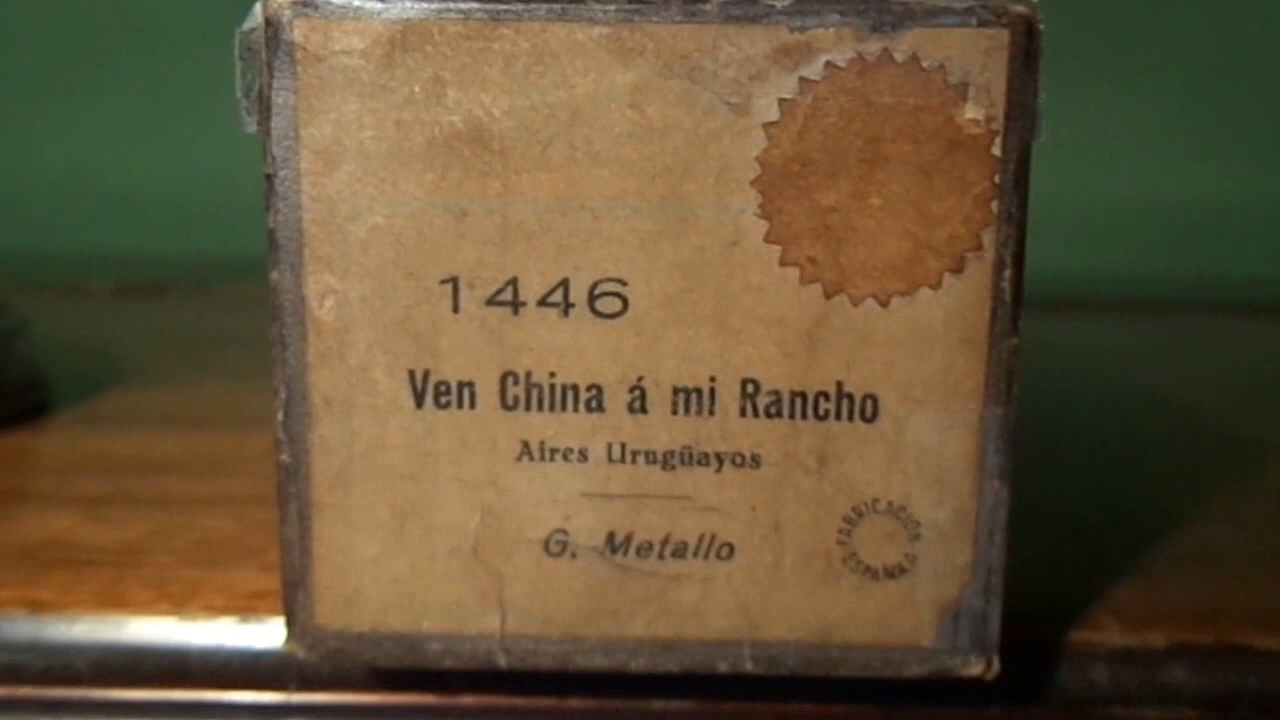 1446
Ven China á mi Rancho
Aires Urugüayos
G. Metallo
FABRICACION
ESPAÑOLA